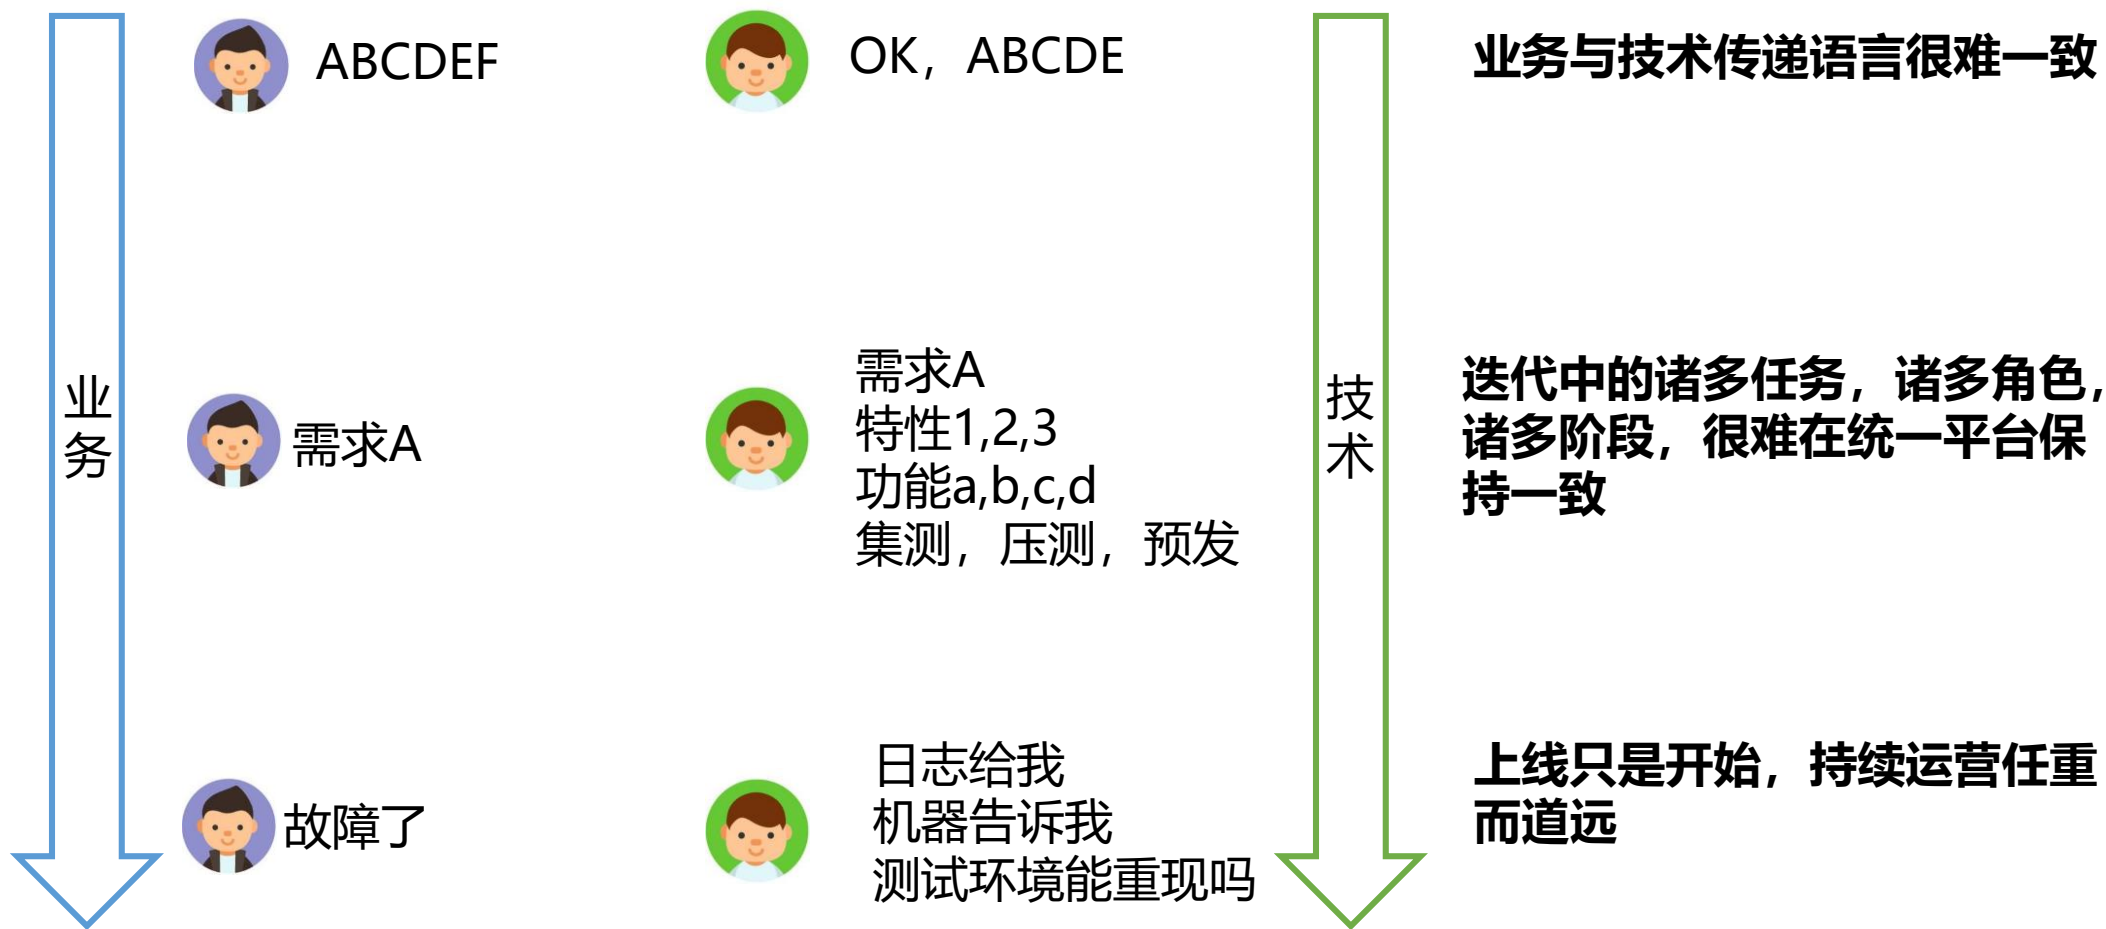 ABCDEF
OK，ABCDE
业务与技术传递语言很难一致
业务
需求A
需求A
特性1,2,3
功能a,b,c,d
集测，压测，预发
技术
迭代中的诸多任务，诸多角色，
诸多阶段，很难在统一平台保
持一致
故障了
日志给我
机器告诉我
测试环境能重现吗
上线只是开始，持续运营任重
而道远